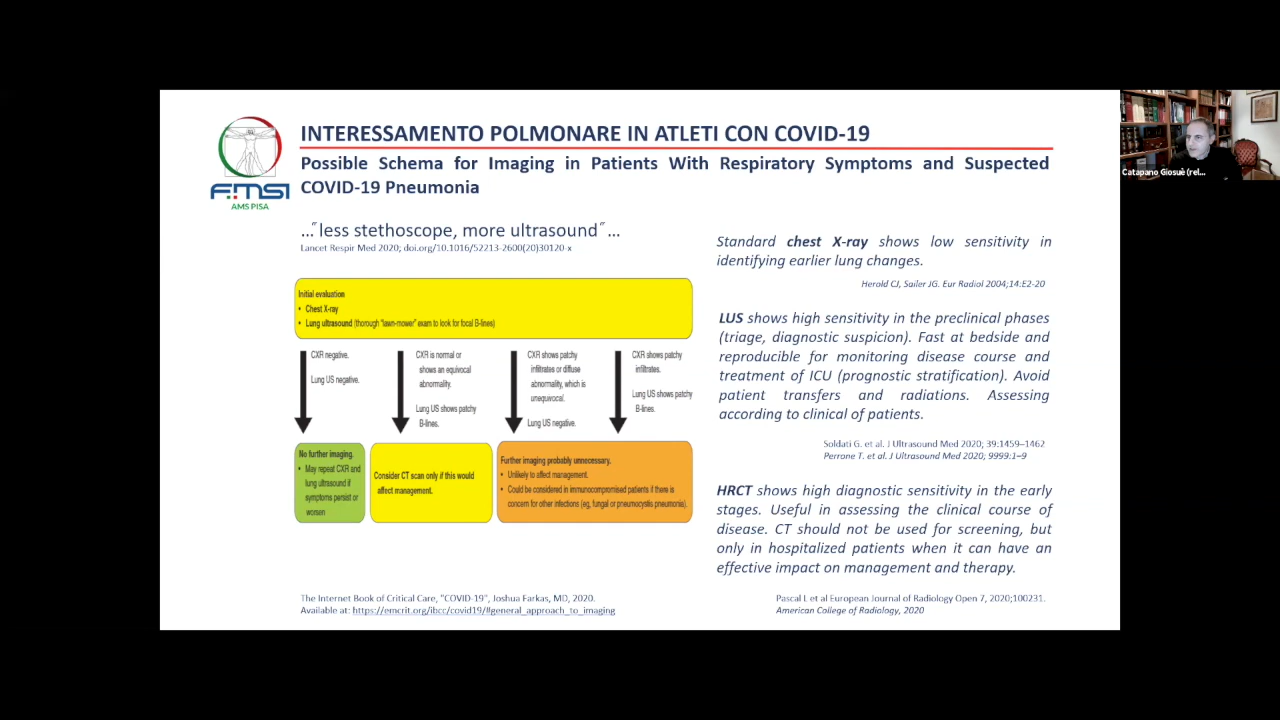 INTERESSAMENTO POLMONARE IN ATLETI CON COVID-19
Possible Schema for Imaging in Patients With Respiratory Symptoms and Suspected
COVID-19 Pneumonia
FMSI
AMS PISA
…˝less stethoscope, more ultrasound˝…
Lancet Respir Med 2020; doi.org/10.1016/52213-2600(20)30120-x
Initial evaluation
• Chest X-ray
• Lung ultrasound (thorough "lawn-mower" exam to look for focal B-lines)
CXR negative.
Lung US negative.
CXR is normal or
shows an equivocal
abnormality.
Lung US shows patchy
B-lines.
CXR shows patchy
infiltrates or diffuse
abnormality, which is
unequivocal.
Lung US negative.
CXR shows patchy
infiltrates.
Lung US shows patchy
B-lines.
No further imaging.
• May repeat CXR and
lung ultrasound if
symptoms persist or
worsen
Consider CT scan only if this would
affect management.
Further imaging probably unnecessary.
• Unlikely to affect management.
• Could be considered in immunocompromised patients if there is
concern for other infections (eg, fungal or pneumocystis pneumonia).
The Internet Book of Critical Care, "COVID-19", Joshua Farkas, MD, 2020.
Available at: https://emcrit.org/ibcc/covid19/#general_approach_to_imaging
Standard chest X-ray shows low sensitivity in
identifying earlier lung changes.
Herold CJ, Sailer JG. Eur Radiol 2004;14:E2-20
LUS shows high sensitivity in the preclinical phases
(triage, diagnostic suspicion). Fast at bedside and
reproducible for monitoring disease course and
treatment of ICU (prognostic stratification). Avoid
patient transfers and radiations. Assessing
according to clinical of patients.
Soldati G. et al. J Ultrasound Med 2020; 39:1459–1462
Perrone T. et al. J Ultrasound Med 2020; 9999:1–9
HRCT shows high diagnostic sensitivity in the early
stages. Useful in assessing the clinical course of
disease. CT should not be used for screening, but
only in hospitalized patients when it can have an
effective impact on management and therapy.
Pascal L et al European Journal of Radiology Open 7, 2020;100231.
American College of Radiology, 2020
Catapano Giosuè (rel...